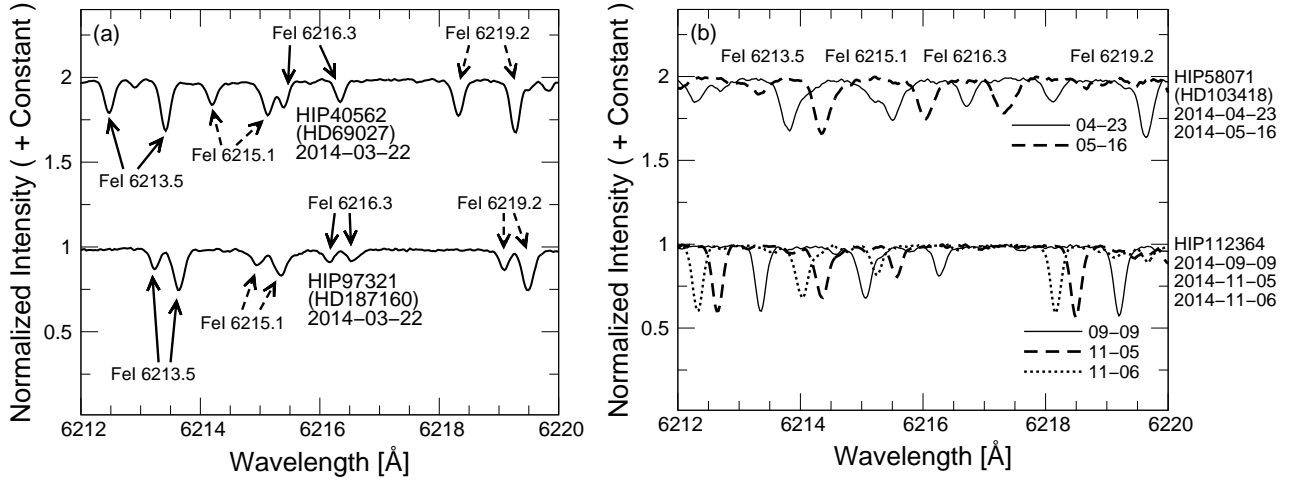 (a)
FeI 6216.3
FeI 6219.2
HIP40562
(HD69027)
2014−03−22
FeI 6215.1
FeI 6213.5
FeI 6216.3
FeI 6219.2
HIP97321
(HD187160)
2014−03−22
FeI 6215.1
FeI 6213.5
2
1.5
1
0.5
6212
6214
6216
6218
6220
Normalized Intensity ( + Constant )
Wavelength [Å]
(b)
FeI 6213.5
FeI 6215.1
FeI 6216.3
FeI 6219.2
HIP58071
(HD103418)
2014−04−23
2014−05−16
04−23
05−16
HIP112364
2014−09−09
2014−11−05
2014−11−06
09−09
11−05
11−06
2
1.5
1
0.5
6212
6214
6216
6218
6220
Normalized Intensity ( + Constant )
Wavelength [Å]